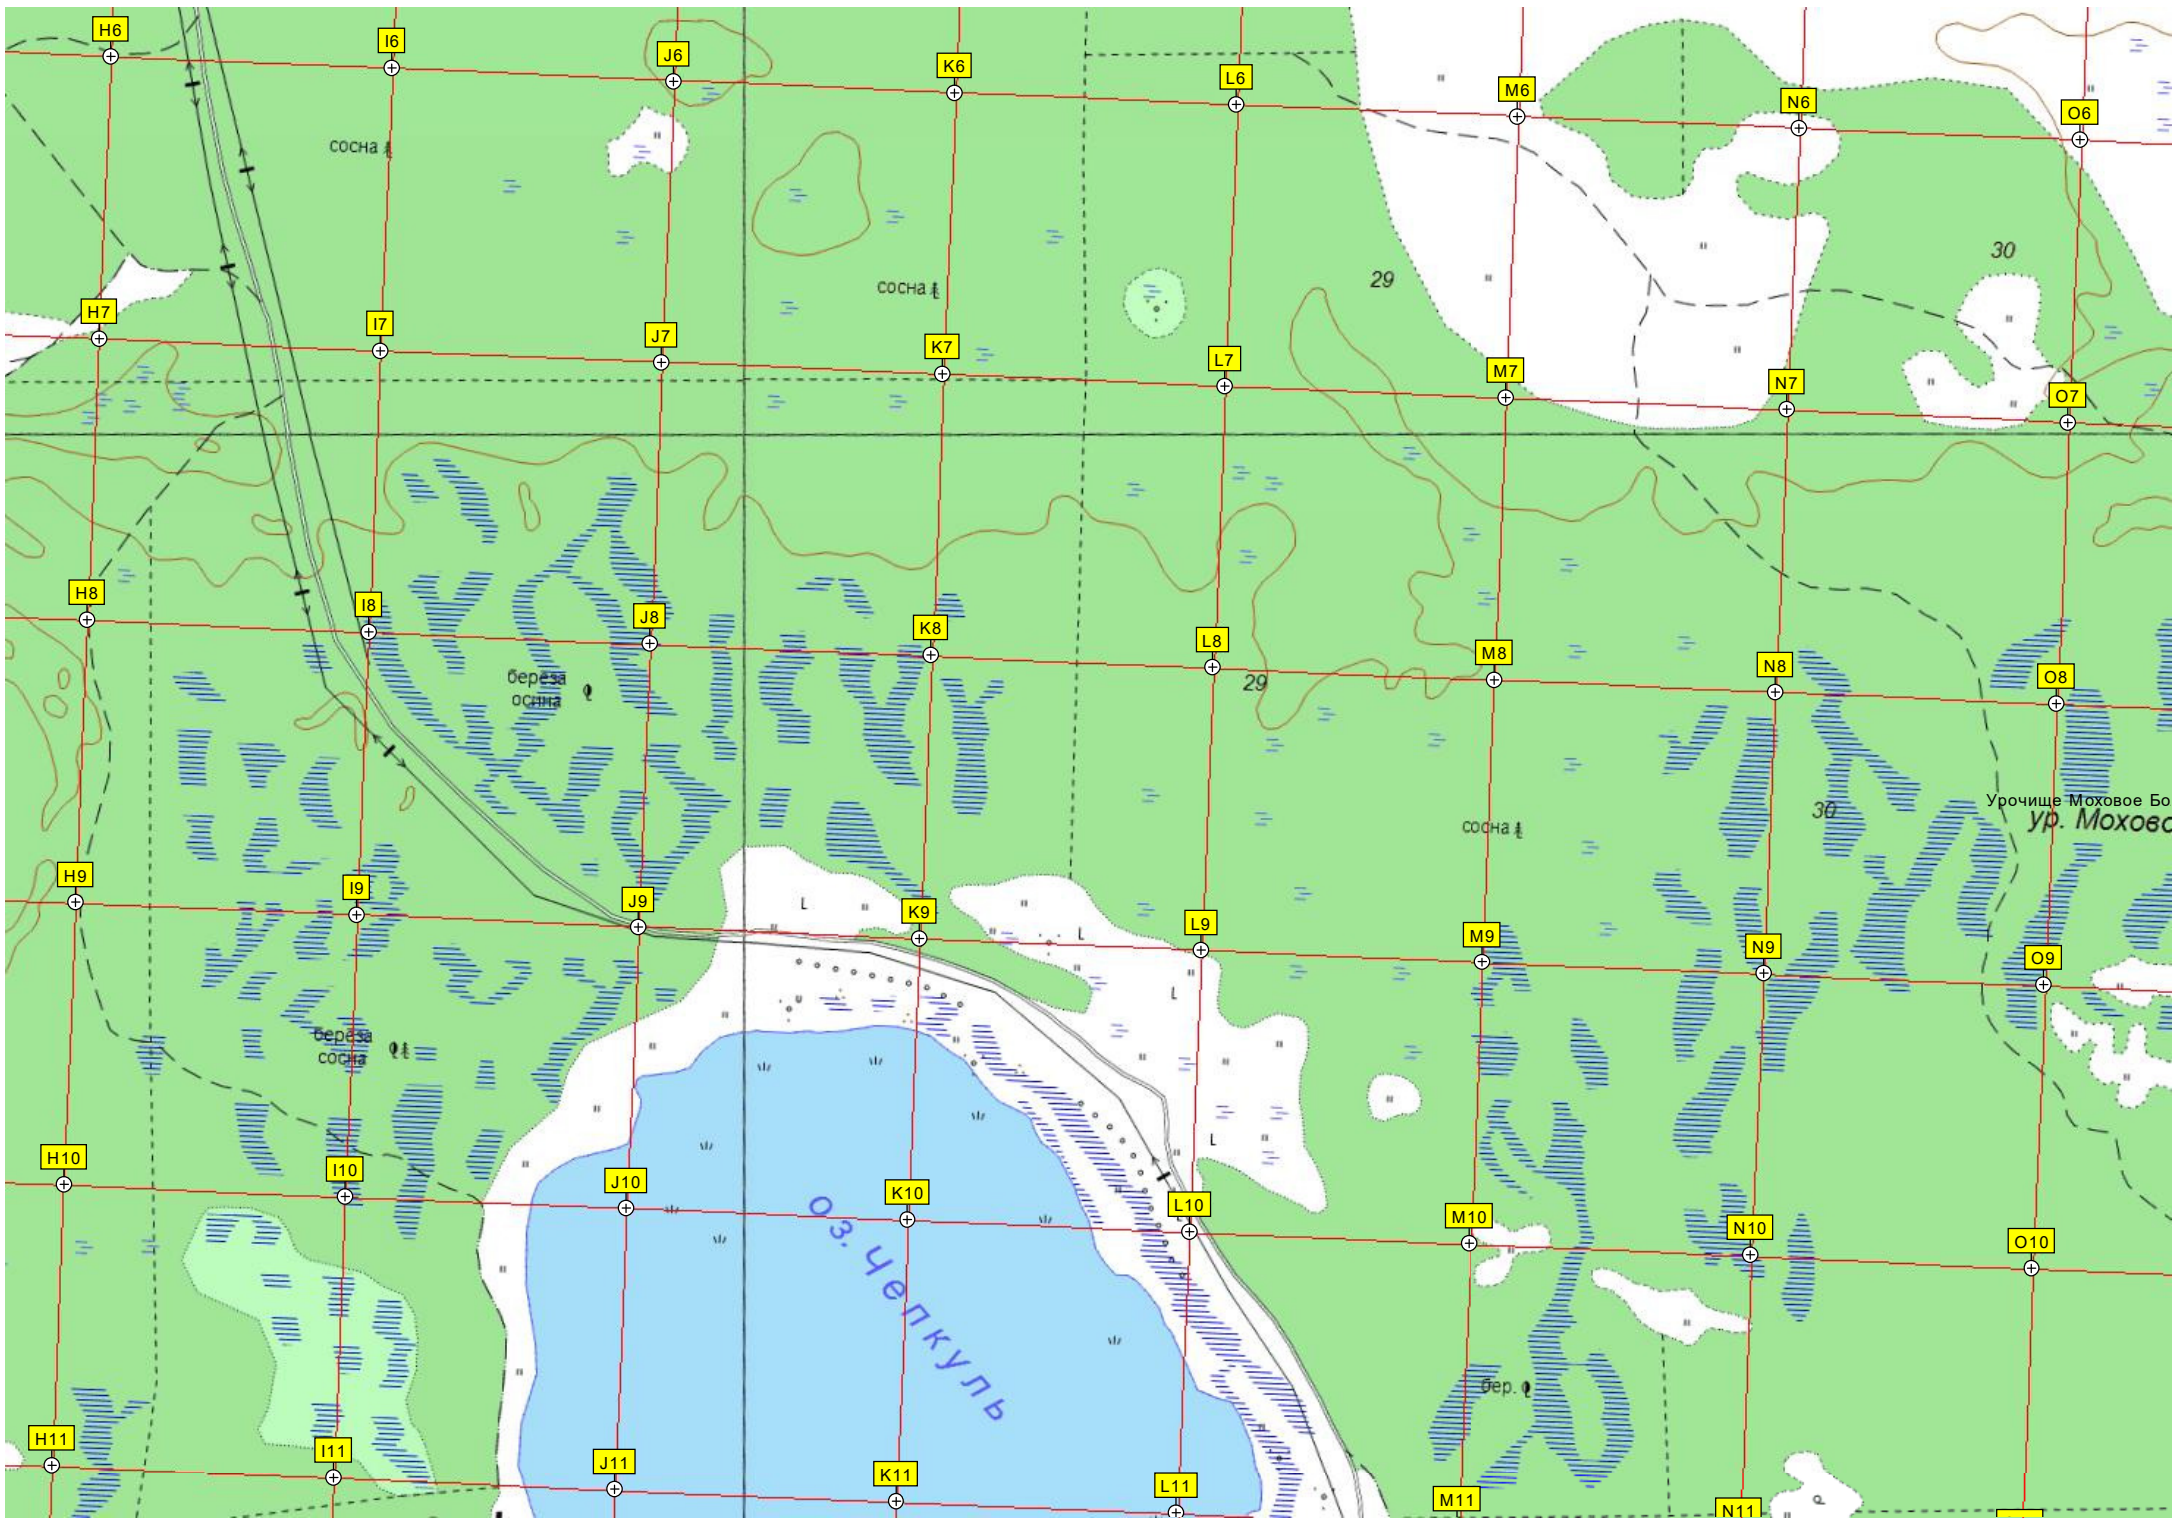 H6
I6
J6
K6
L6
M6
N6
O6
сосна
30
29
сосна
H7
I7
J7
K7
L7
M7
N7
O7
H8
I8
J8
K8
L8
M8
N8
O8
береза
осина
29
Урочище Моховое Бо
30
ур. Мохово
сосна
H9
I9
J9
K9
L9
M9
N9
O9
береза
сосна
H10
I10
J10
K10
L10
M10
N10
O10
оз. Чепкуль
бер.
H11
I11
J11
K11
L11
M11
N11